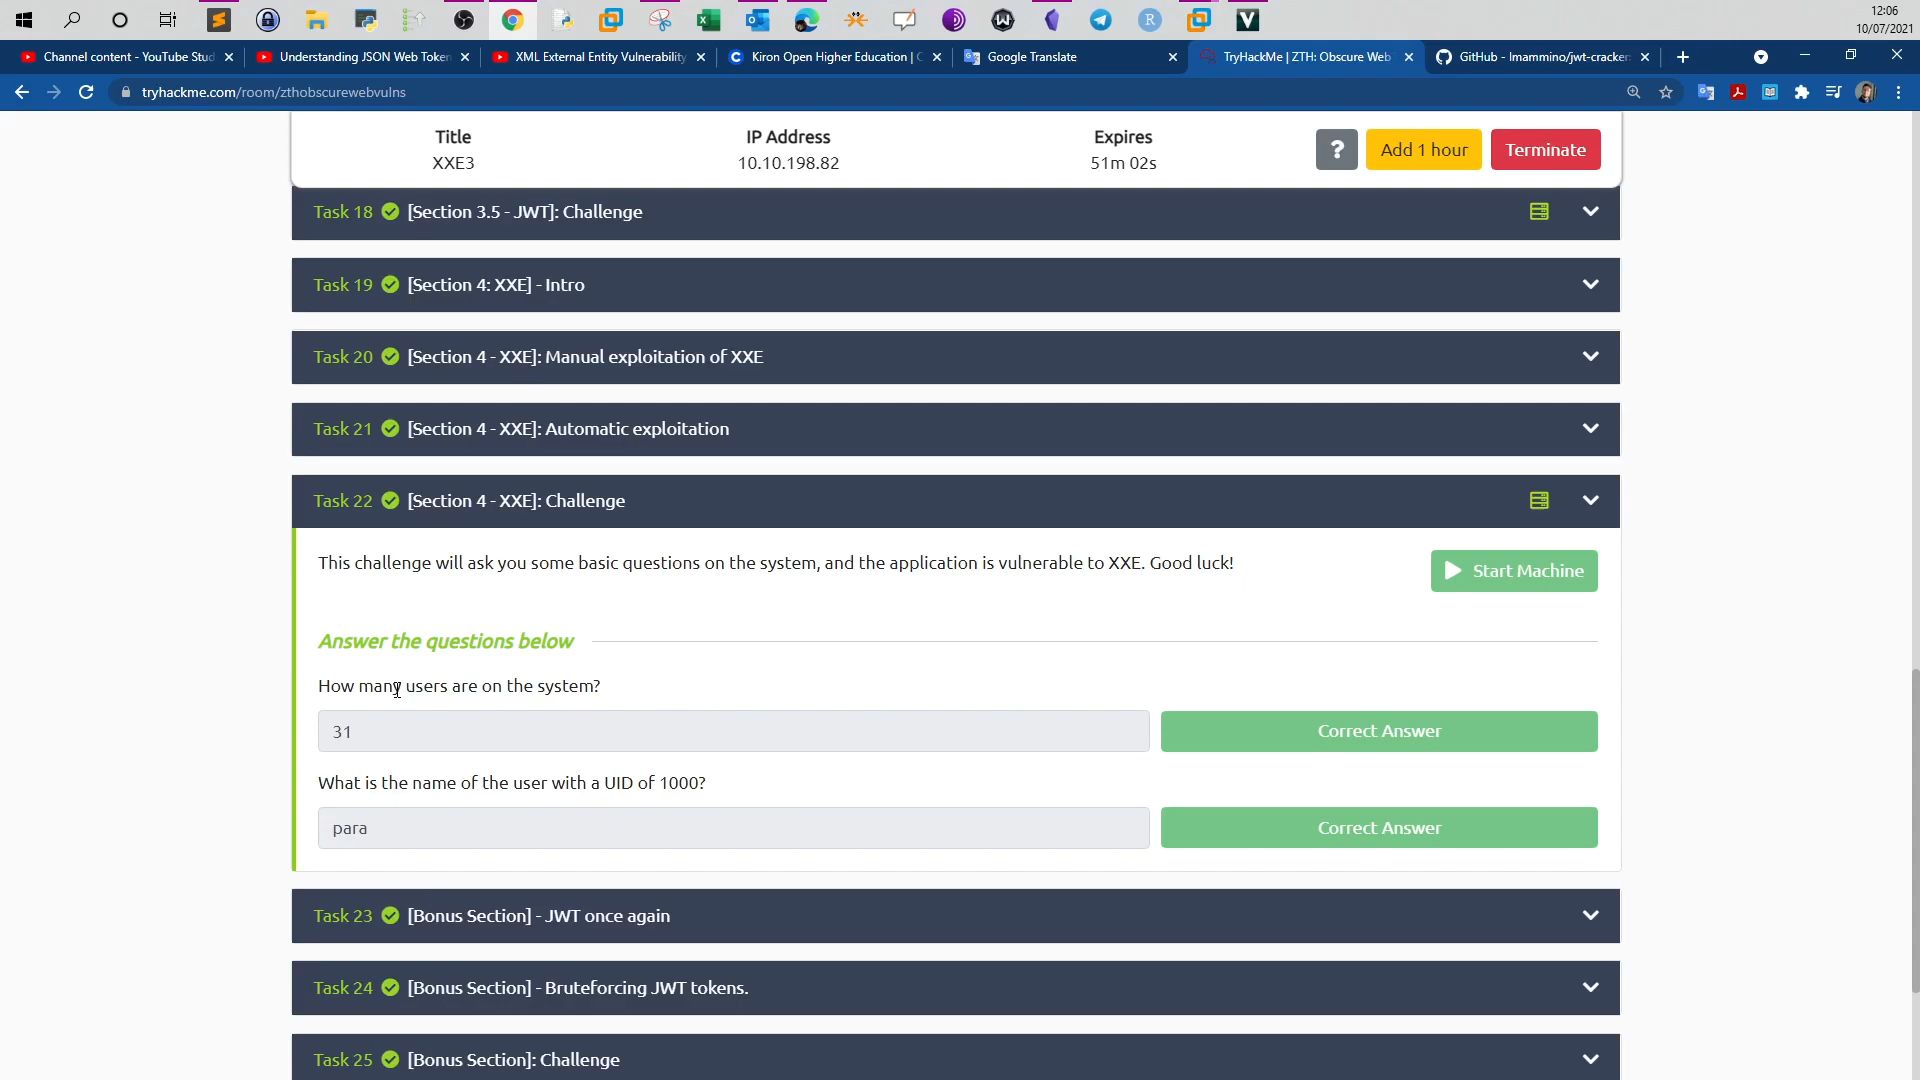 12:06
10/07/2021
Channel content - YouTube Stud
Understanding JSON Web Token
XML External Entity Vulnerability
Kiron Open Higher Education | C
Google Translate
TryHackMe | ZTH: Obscure Web
GitHub - lmammino/jwt-cracker:
tryhackme.com/room/zthobscurewebvulns
Title
IP Address
Expires
XXE3
10.10.198.82
51m 02s
?
Add 1 hour
Terminate
Task 18 [Section 3.5 - JWT]: Challenge
Task 19 [Section 4: XXE] - Intro
Task 20 [Section 4 - XXE]: Manual exploitation of XXE
Task 21 [Section 4 - XXE]: Automatic exploitation
Task 22 [Section 4 - XXE]: Challenge
This challenge will ask you some basic questions on the system, and the application is vulnerable to XXE. Good luck!
Start Machine
Answer the questions below
How many users are on the system?
31
Correct Answer
What is the name of the user with a UID of 1000?
para
Correct Answer
Task 23 [Bonus Section] - JWT once again
Task 24 [Bonus Section] - Bruteforcing JWT tokens.
Task 25 [Bonus Section]: Challenge